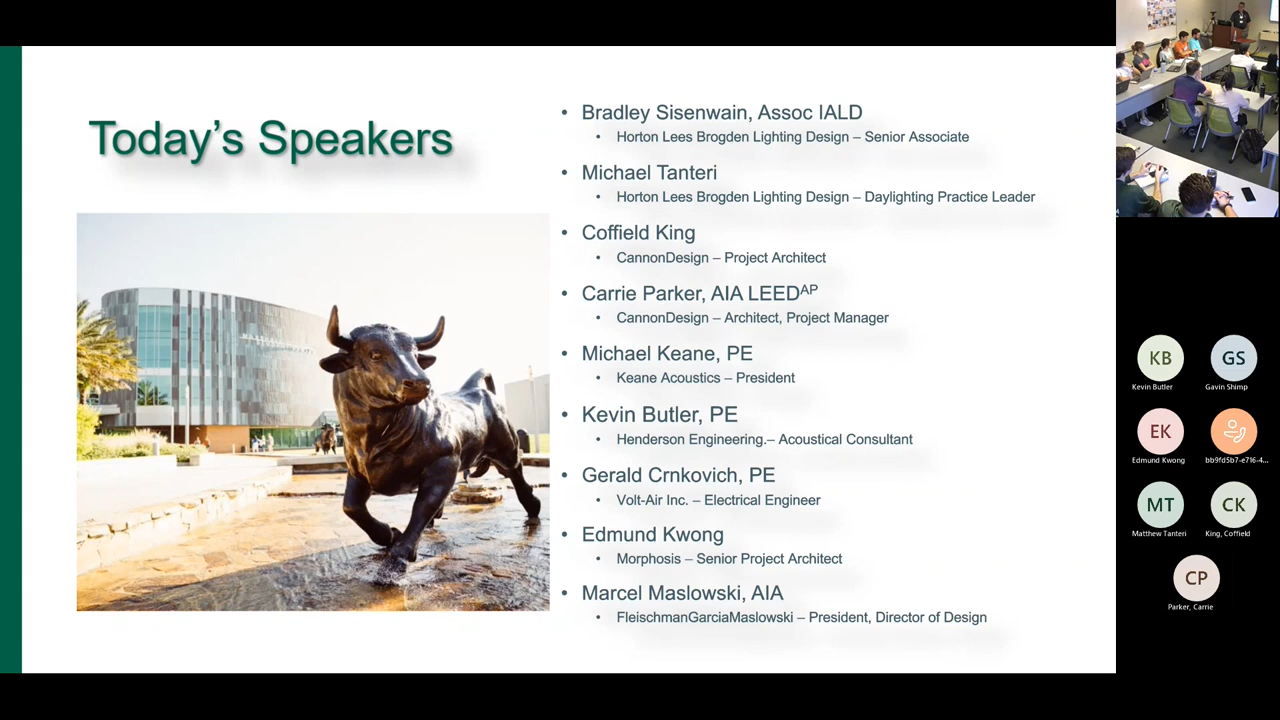 Today's Speakers
• Bradley Sisenwain, Assoc IALD
• Horton Lees Brogden Lighting Design – Senior Associate
• Michael Tanteri
• Horton Lees Brogden Lighting Design – Daylighting Practice Leader
• Coffield King
• CannonDesign – Project Architect
• Carrie Parker, AIA LEEDᴬᴾ
• CannonDesign – Architect, Project Manager
• Michael Keane, PE
• Keane Acoustics – President
• Kevin Butler, PE
• Henderson Engineering.– Acoustical Consultant
• Gerald Crnkovich, PE
• Volt-Air Inc. – Electrical Engineer
• Edmund Kwong
• Morphosis – Senior Project Architect
• Marcel Maslowski, AIA
• FleischmanGarciaMaslowski – President, Director of Design
KB
Kevin Butler
GS
Gavin Shimp
EK
Edmund Kwong
bb9fd5b7-e716-4...
MT
Matthew Tanteri
CK
King, Coffield
CP
Parker, Carrie